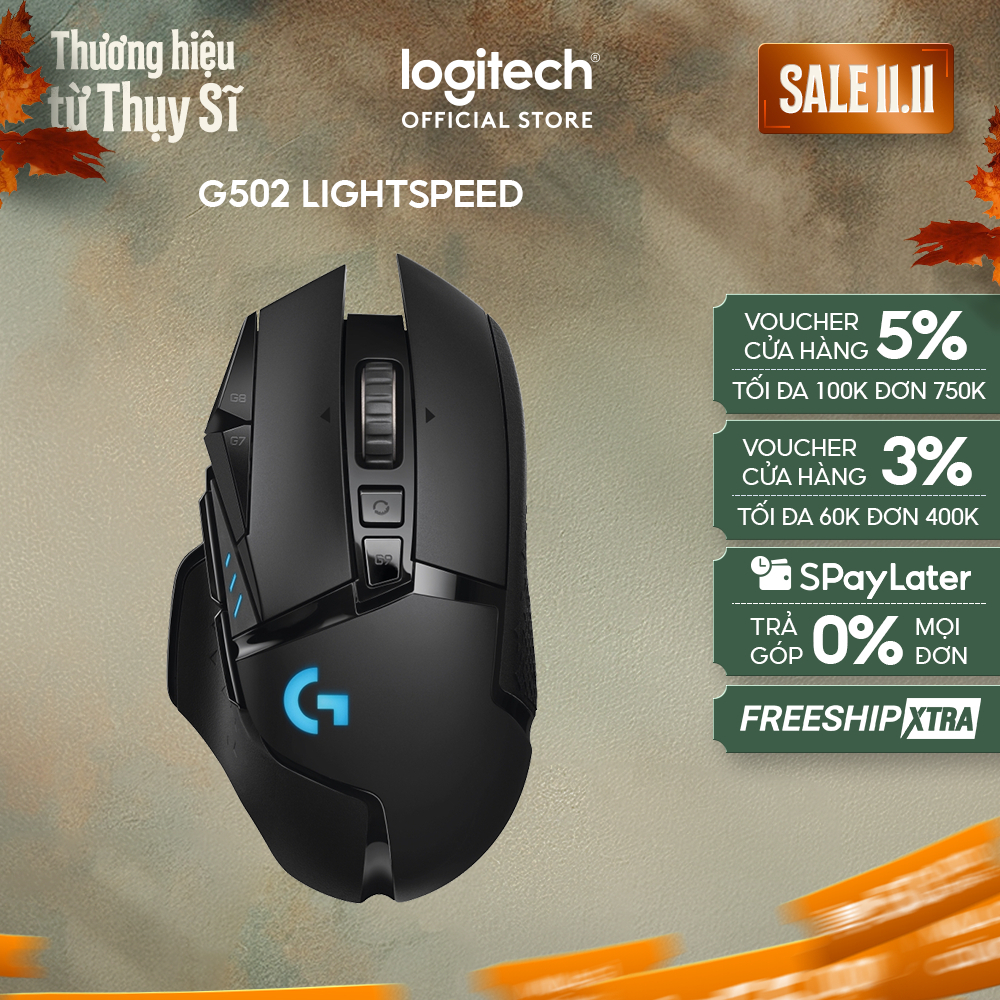 Thương hiệu
từ Thụy Sĩ
logitech®
OFFICIAL STORE
SALE 11.11
G502 LIGHTSPEED
G8
G7
G9
G
VOUCHER
CỬA HÀNG
5%
TỐI ĐA 100K ĐƠN 750K
VOUCHER
CỬA HÀNG
3%
TỐI ĐA 60K ĐƠN 400K
SPayLater
TRẢ
GÓP
0%
MỌI
ĐƠN
FREESHIP XTRA